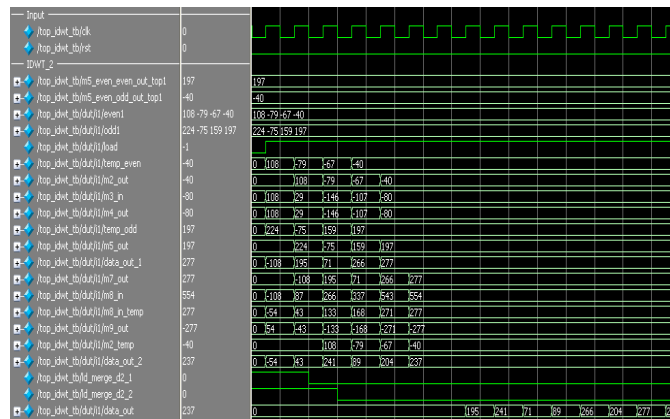 Input
/top_idwt_tb/clk 0
/top_idwt_tb/rst 0
IDWT_2
/top_idwt_tb/m5_even_even_out_top1 197 197
/top_idwt_tb/m5_even_odd_out_top1 -40 -40
/top_idwt_tb/dut/i1/even1 108 -79 -67 -40 108 -79 -67 -40
/top_idwt_tb/dut/i1/odd1 224 -75 159 197 224 -75 159 197
/top_idwt_tb/dut/i1/load -1
/top_idwt_tb/dut/i1/temp_even -40 0 108 -79 -67 -40
/top_idwt_tb/dut/i1/m2_out -40 0 108 -79 -67 -40
/top_idwt_tb/dut/i1/m3_in -80 0 108 29 -146 -107 -80
/top_idwt_tb/dut/i1/m4_out -80 0 108 29 -146 -107 -80
/top_idwt_tb/dut/i1/temp_odd 197 0 224 -75 159 197
/top_idwt_tb/dut/i1/m5_out 197 0 224 -75 159 197
/top_idwt_tb/dut/i1/data_out_1 277 0 -108 195 71 266 277
/top_idwt_tb/dut/i1/m7_out 277 0 -108 195 71 266 277
/top_idwt_tb/dut/i1/m8_in 554 0 -108 87 266 337 543 554
/top_idwt_tb/dut/i1/m8_in_temp 277 0 -54 43 133 168 271 277
/top_idwt_tb/dut/i1/m9_out -277 0 54 -43 -133 -168 -271 -277
/top_idwt_tb/dut/i1/m2_temp -40 0 108 -79 -67 -40
/top_idwt_tb/dut/i1/data_out_2 237 0 -54 43 241 89 204 237
/top_idwt_tb/ld_merge_d2_1 0
/top_idwt_tb/ld_merge_d2_2 0
/top_idwt_tb/dut/i1/data_out 237 0 195 241 71 89 266 204 277